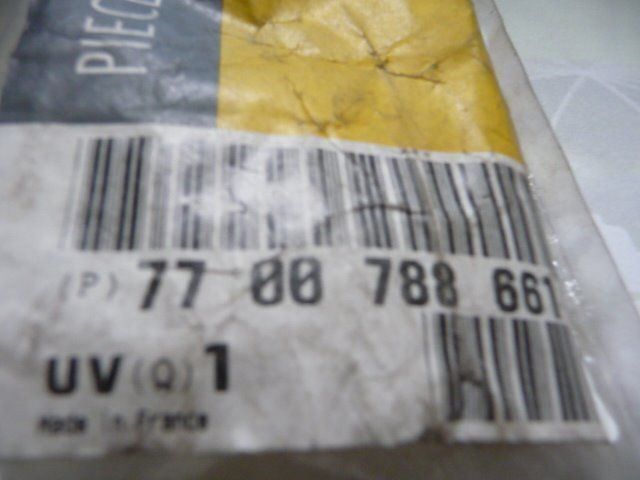 PIEC
(P) 77 00 788 661
UV (Q) 1
Made in France